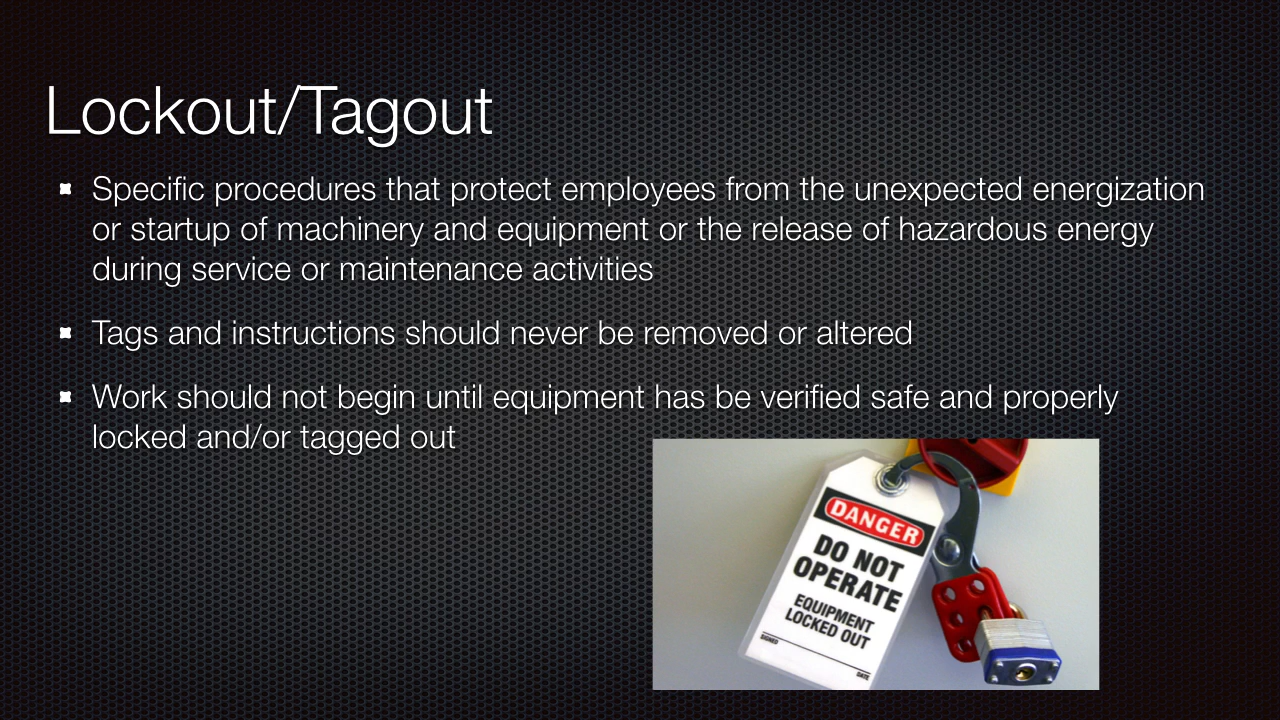 Lockout/Tagout
Specific procedures that protect employees from the unexpected energization
or startup of machinery and equipment or the release of hazardous energy
during service or maintenance activities
Tags and instructions should never be removed or altered
Work should not begin until equipment has be verified safe and properly
locked and/or tagged out
DANGER
DO NOT
OPERATE
EQUIPMENT
LOCKED OUT
SIGNED
DATE